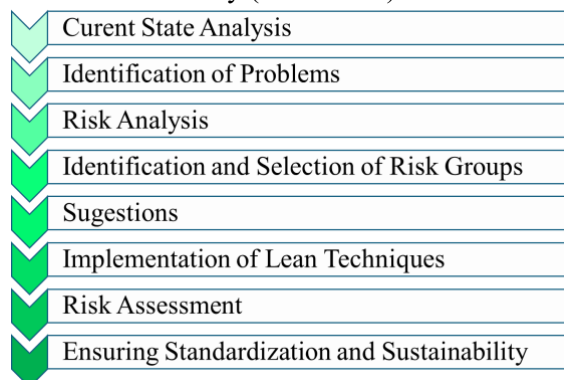 Curent State Analysis
Identification of Problems
Risk Analysis
Identification and Selection of Risk Groups
Sugestions
Implementation of Lean Techniques
Risk Assessment
Ensuring Standardization and Sustainability